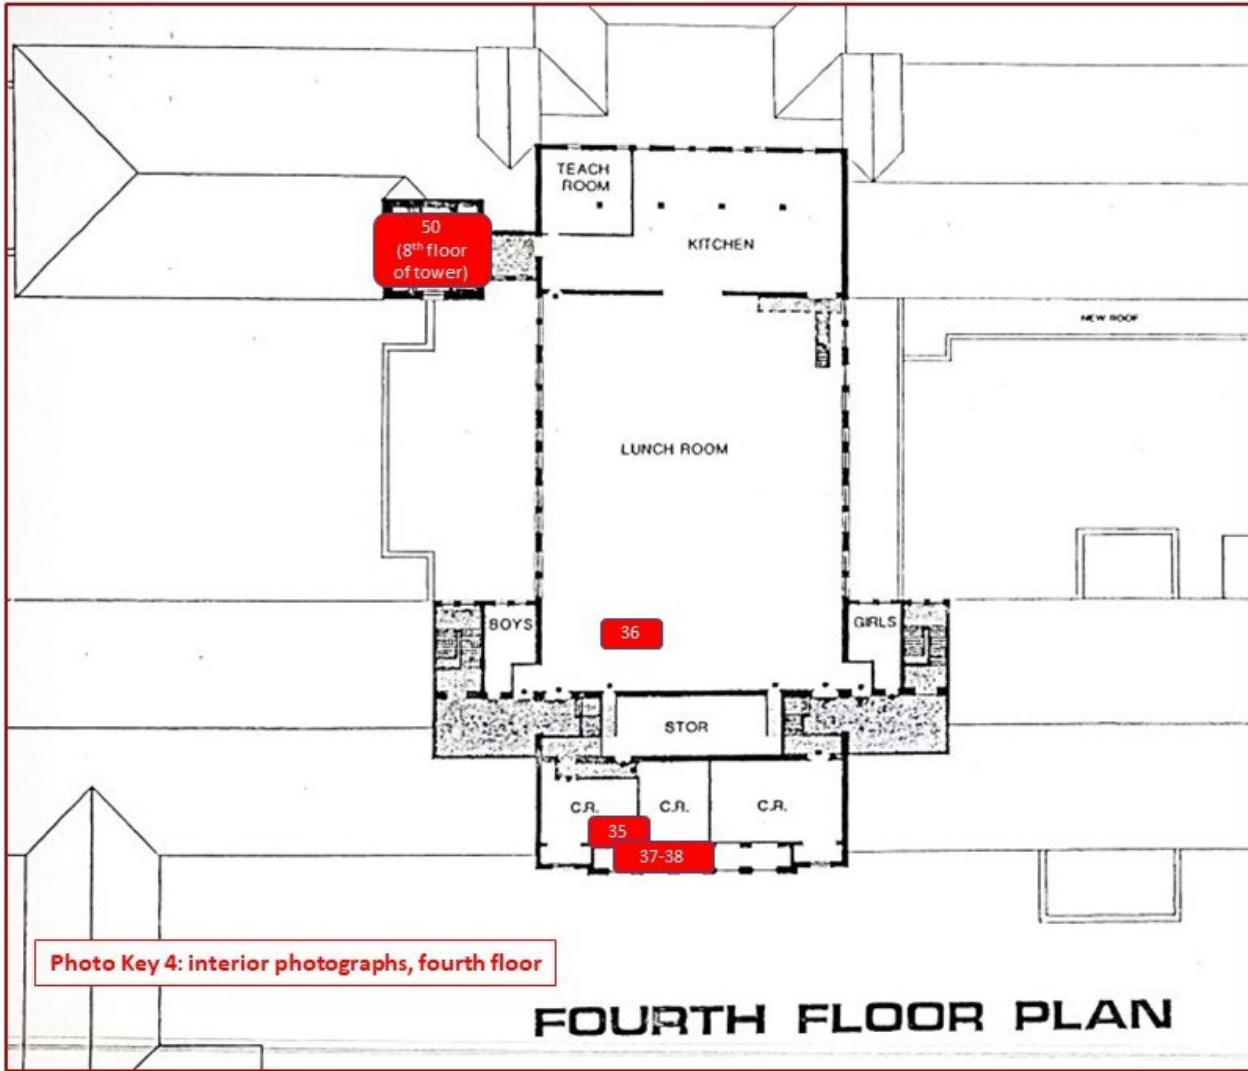 TEACH
ROOM
50
(8th floor
of tower)
KITCHEN
NEW ROOF
LUNCH ROOM
BOYS
36
GIRLS
STOR
C.R.
C.R.
C.R.
35
37-38
Photo Key 4: interior photographs, fourth floor
FOURTH FLOOR PLAN